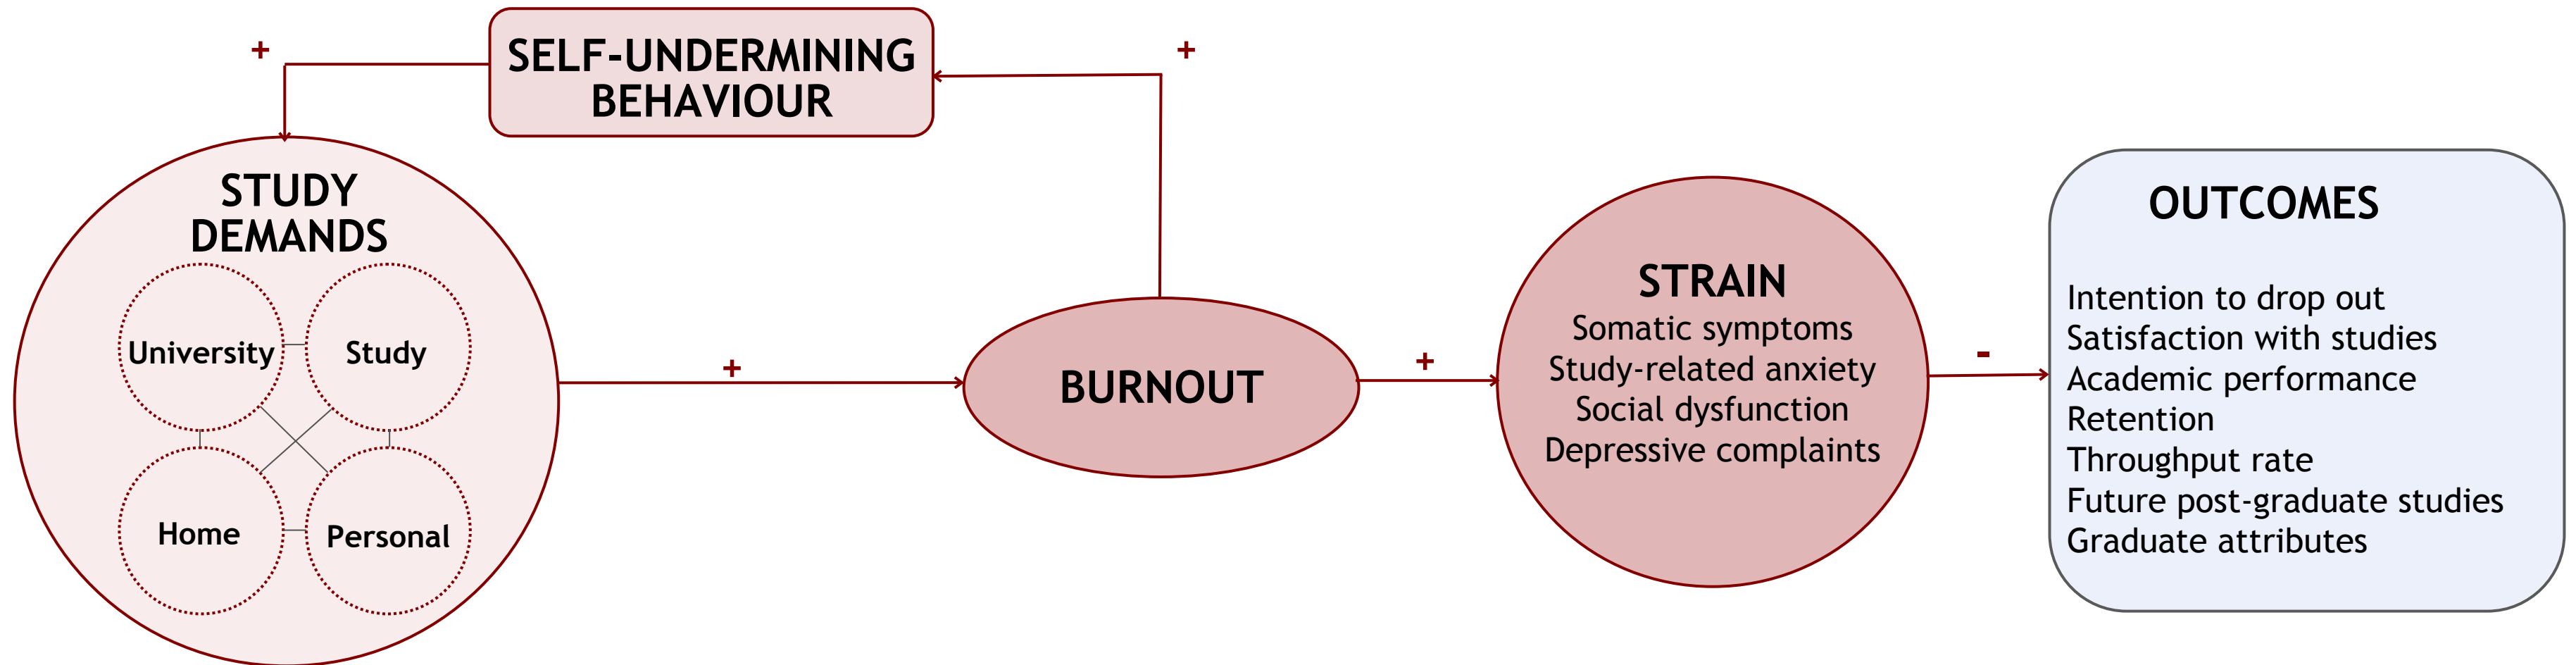 +
SELF-UNDERMINING
BEHAVIOUR
+
STUDY
DEMANDS
University
Study
Home
Personal
+
BURNOUT
+
STRAIN
Somatic symptoms
Study-related anxiety
Social dysfunction
Depressive complaints
-
OUTCOMES
Intention to drop out
Satisfaction with studies
Academic performance
Retention
Throughput rate
Future post-graduate studies
Graduate attributes